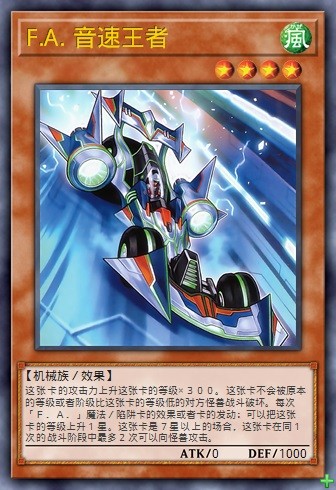 F.A. 音速王者
風
【机械族／效果】
这张卡的攻击力上升这张卡的等级×３００。这张卡不会被原本
的等级或者阶级比这张卡的等级低的对方怪兽战斗破坏。每次
「Ｆ．Ａ．」魔法／陷阱卡的效果或者卡的发动，可以把这张
卡的等级上升１星。这张卡是７星以上的场合，这张卡在同１
次的战斗阶段中最多２次可以向怪兽攻击。
ATK/0 DEF/1000